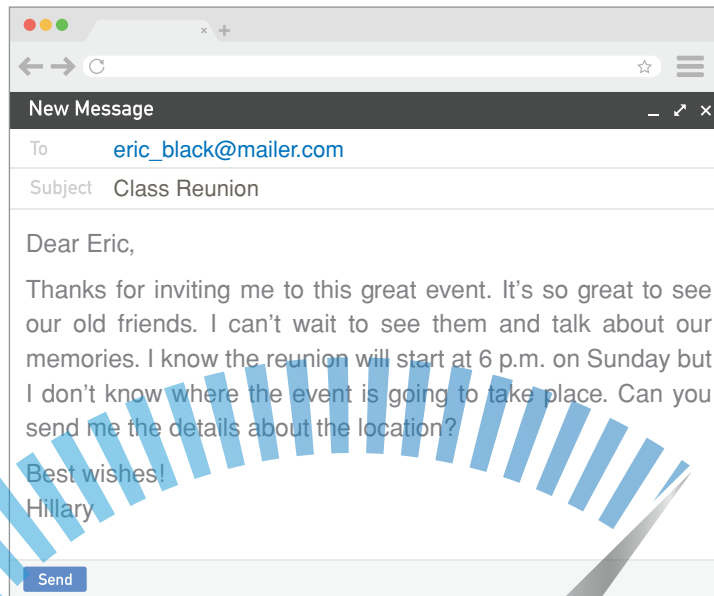 New Message
To eric_black@mailer.com
Subject Class Reunion
Dear Eric,
Thanks for inviting me to this great event. It's so great to see
our old friends. I can't wait to see them and talk about our
memories. I know the reunion will start at 6 p.m. on Sunday but
I don't know where the event is going to take place. Can you
send me the details about the location?
Best wishes!
Hillary
Send